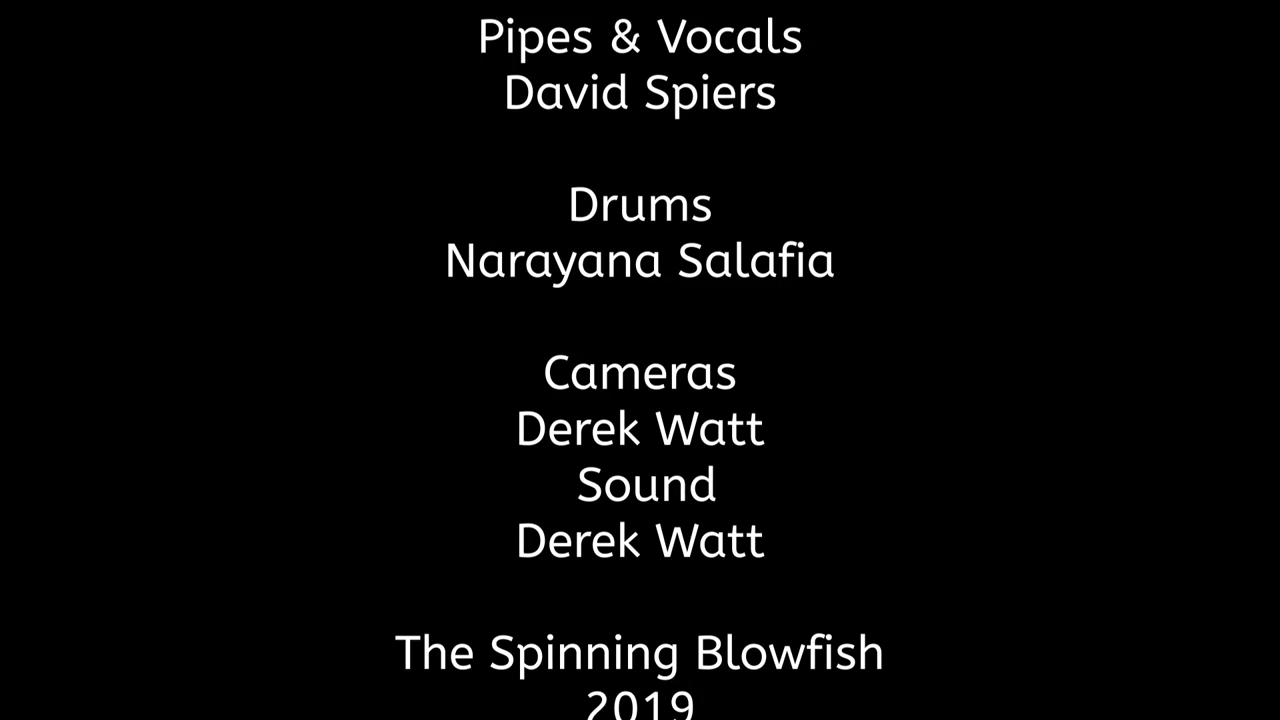 Pipes & Vocals
David Spiers
Drums
Narayana Salafia
Cameras
Derek Watt
Sound
Derek Watt
The Spinning Blowfish
2019